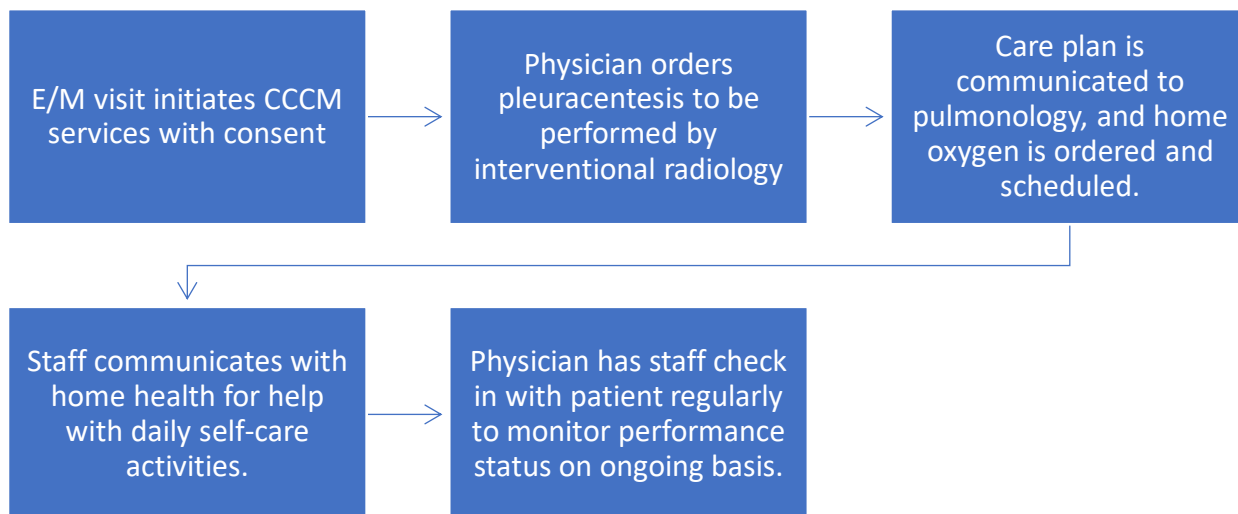 E/M visit initiates CCCM
services with consent
Physician orders
pleuracentesis to be
performed by
interventional radiology
Care plan is
communicated to
pulmonology, and home
oxygen is ordered and
scheduled.
Staff communicates with
home health for help
with daily self-care
activities.
Physician has staff check
in with patient regularly
to monitor performance
status on ongoing basis.